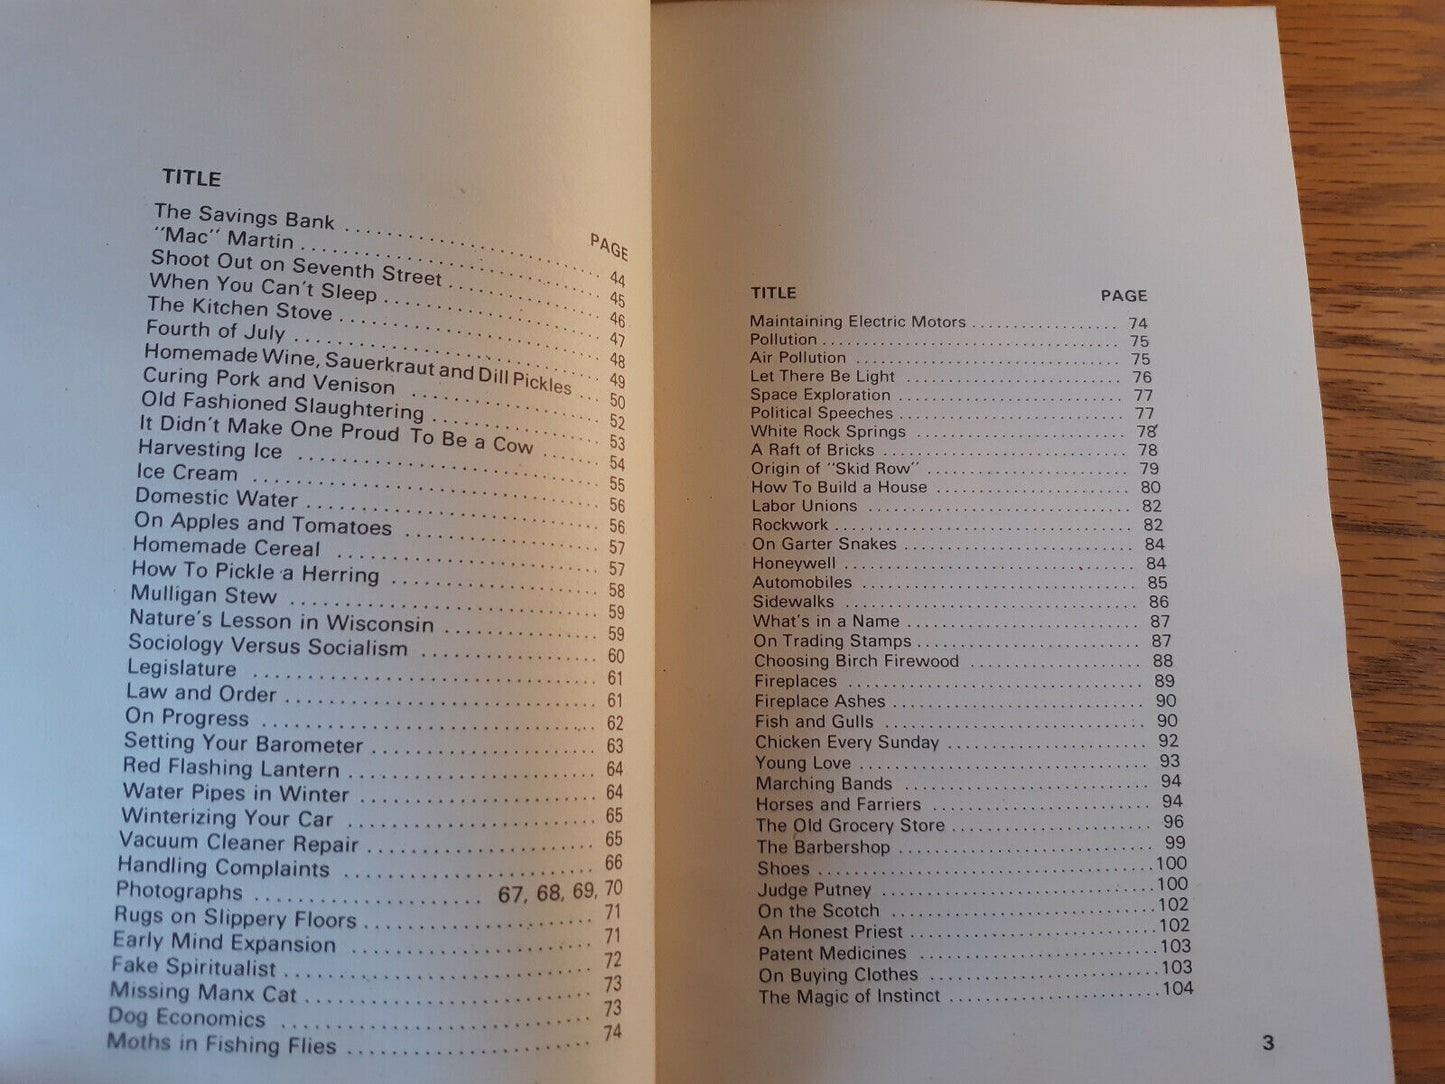 TITLE PAGE
The Savings Bank ........................ 44
"Mac" Martin ........................ 45
Shoot Out on Seventh Street ................ 46
When You Can't Sleep .................... 47
The Kitchen Stove ........................ 48
Fourth of July ........................ 49
Homemade Wine, Sauerkraut and Dill Pickles ... 50
Curing Pork and Venison .................. 52
Old Fashioned Slaughtering ................ 53
It Didn't Make One Proud To Be a Cow ....... 54
Harvesting Ice ........................ 55
Ice Cream ........................ 56
Domestic Water ........................ 56
On Apples and Tomatoes .................. 57
Homemade Cereal ........................ 57
How To Pickle a Herring .................. 58
Mulligan Stew ........................ 59
Nature's Lesson in Wisconsin .............. 59
Sociology Versus Socialism ................ 60
Legislature ........................ 61
Law and Order ........................ 61
On Progress ........................ 62
Setting Your Barometer .................. 63
Red Flashing Lantern .................... 64
Water Pipes in Winter .................... 64
Winterizing Your Car .................... 65
Vacuum Cleaner Repair .................. 65
Handling Complaints .................... 66
Photographs .................... 67, 68, 69, 70
Rugs on Slippery Floors .................. 71
Early Mind Expansion .................... 71
Fake Spiritualist ........................ 72
Missing Manx Cat ........................ 73
Dog Economics ........................ 73
Moths in Fishing Flies .................... 74
TITLE PAGE
Maintaining Electric Motors .................. 74
Pollution ........................ 75
Air Pollution ........................ 75
Let There Be Light ........................ 76
Space Exploration ........................ 77
Political Speeches ........................ 77
White Rock Springs ........................ 78
A Raft of Bricks ........................ 78
Origin of "Skid Row" ...................... 79
How To Build a House ...................... 80
Labor Unions ........................ 82
Rockwork ........................ 82
On Garter Snakes ........................ 84
Honeywell ........................ 84
Automobiles ........................ 85
Sidewalks ........................ 86
What's in a Name ........................ 87
On Trading Stamps ........................ 87
Choosing Birch Firewood .................. 88
Fireplaces ........................ 89
Fireplace Ashes ........................ 90
Fish and Gulls ........................ 90
Chicken Every Sunday .................... 92
Young Love ........................ 93
Marching Bands ........................ 94
Horses and Farriers ...................... 94
The Old Grocery Store .................... 96
The Barbershop ........................ 99
Shoes ........................ 100
Judge Putney ........................ 100
On the Scotch ........................ 102
An Honest Priest ........................ 102
Patent Medicines ........................ 103
On Buying Clothes ...................... 103
The Magic of Instinct ...................... 104
3